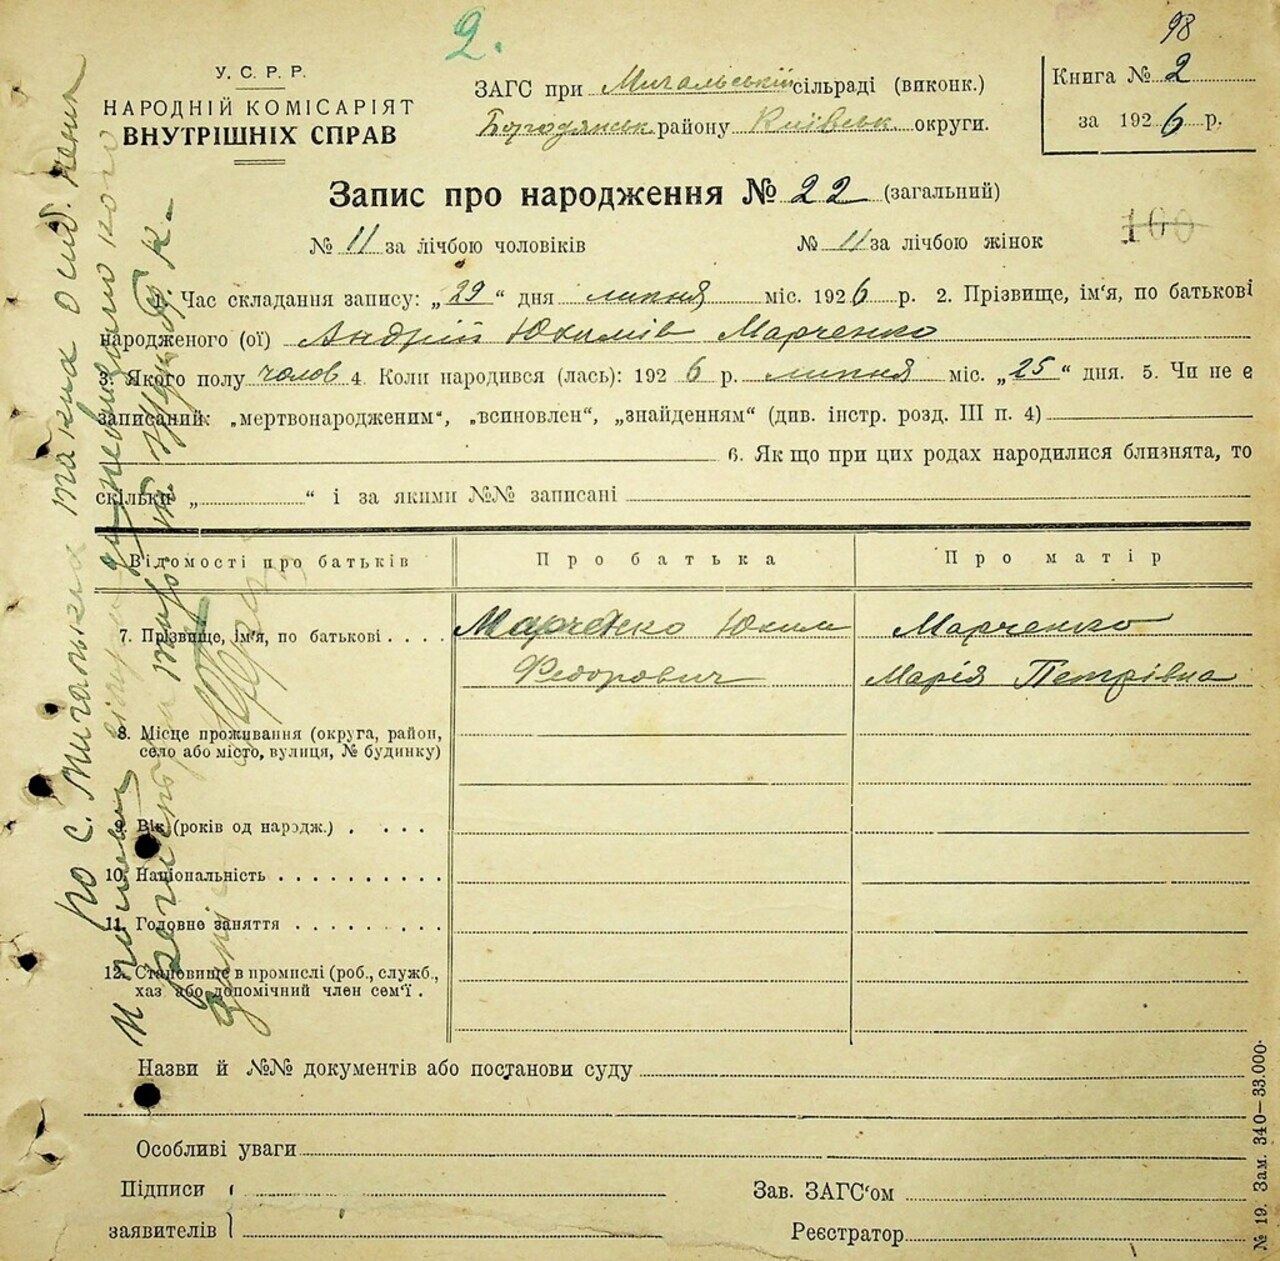 98
2.
У. С. Р. Р.
НАРОДНІЙ КОМІСАРІЯТ
ВНУТРІШНІХ СПРАВ
ЗАГС при Мигальській сільраді (виконк.)
Бородянськ. району Київськ. округи.
Книга № 2
за 1926 р.
Запис про народження № 22 (загальний)
100
№ 11 за лічбою чоловіків № 11 за лічбою жінок
1. Час складання запису: „29“ дня липня міс. 1926 р. 2. Прізвище, ім'я, по батькові
народженого (ої) Андрій Юхимів Марченко
3. Якого полу чолов 4. Коли народився (лась): 1926 р. липня міс. „25“ дня. 5. Чи не є
записаний: „мертвонародженим“, „всиновлен“, „знайденням“ (див. інстр. розд. III п. 4)
6. Як що при цих родах народилися близнята, то
скільки „ “ і за якими №№ записані
Відомості про батьків Про батька Про матір
7. Прізвище, ім'я, по батькові . . . . Марченко Юхим Марченко
Федорович Марія Петрівна
8. Місце проживання (округа, район,
село або місто, вулиця, № будинку)
9. Вік (років од народж.) . . . .
10. Національність . . . . . . . . . .
11. Головне заняття . . . . . . . . .
12. Становище в промислі (роб., служб.,
хаз або допомічний член сем'ї .
Назви й №№ документів або постанови суду
Особливі уваги
Підписи
заявителів
Зав. ЗАГС'ом
Реєстратор
№ 19. Зам. 340—33.000.
по с. Мигалках така